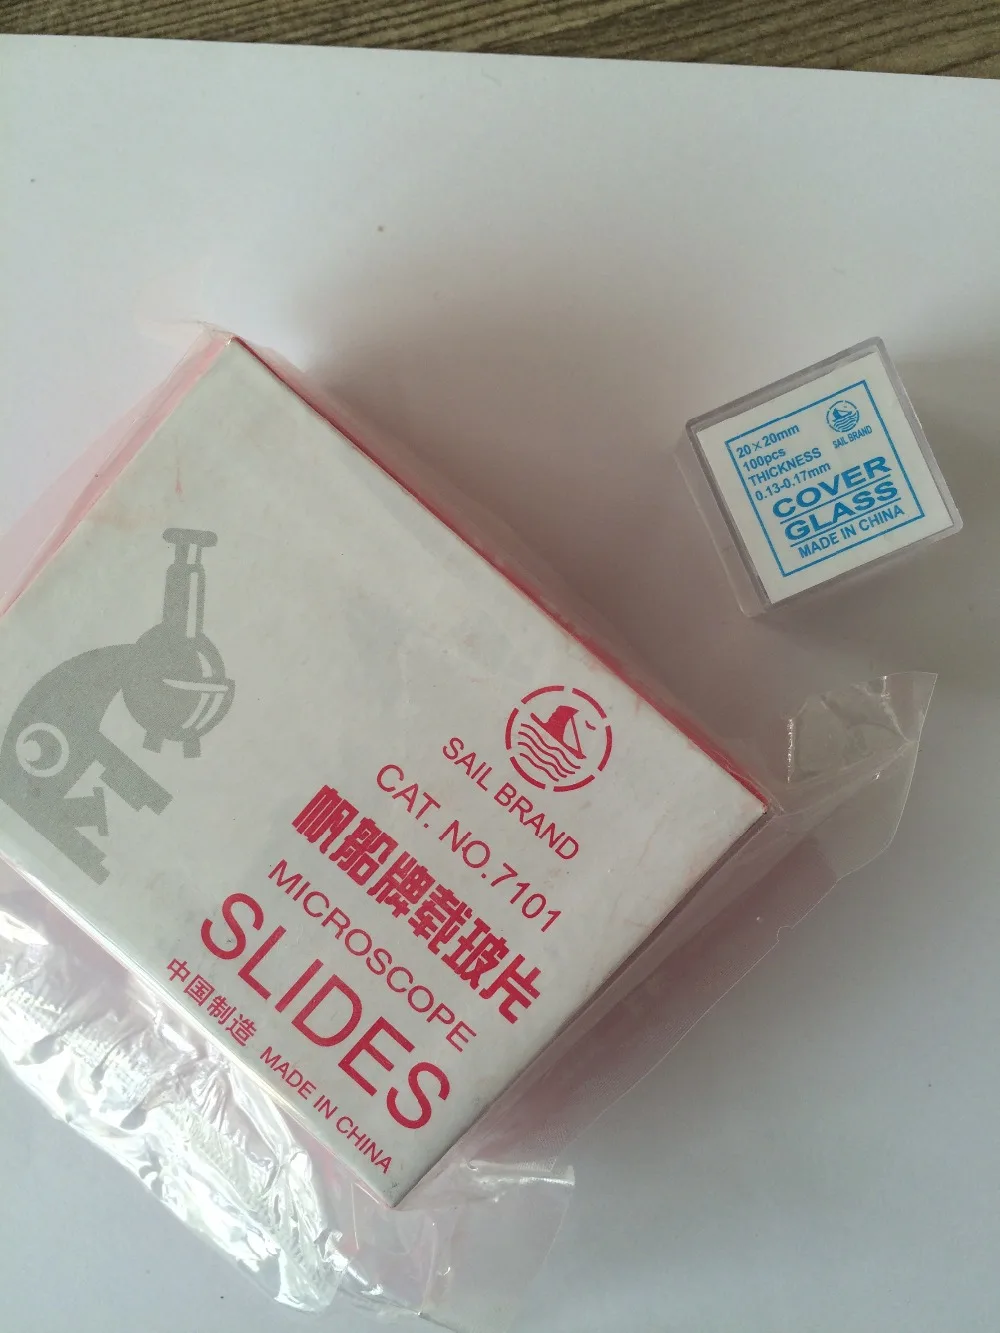 SAIL BRAND
CAT. NO.7101
帆船牌载玻片
MICROSCOPE
SLIDES
中国制造 MADE IN CHINA
20×20mm
100pcs
THICKNESS
0.13-0.17mm
SAIL BRAND
COVER
GLASS
MADE IN CHINA